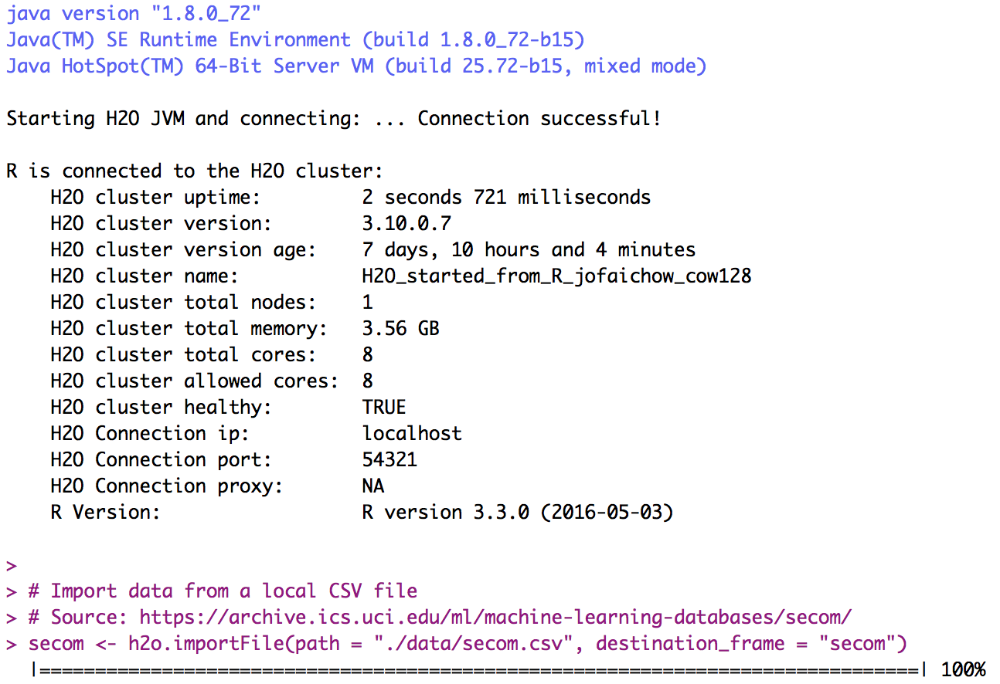 java version "1.8.0_72"
Java(TM) SE Runtime Environment (build 1.8.0_72-b15)
Java HotSpot(TM) 64-Bit Server VM (build 25.72-b15, mixed mode)
Starting H2O JVM and connecting: ... Connection successful!
R is connected to the H2O cluster:
    H2O cluster uptime:         2 seconds 721 milliseconds
    H2O cluster version:        3.10.0.7
    H2O cluster version age:    7 days, 10 hours and 4 minutes
    H2O cluster name:           H2O_started_from_R_jofaichow_cow128
    H2O cluster total nodes:    1
    H2O cluster total memory:   3.56 GB
    H2O cluster total cores:    8
    H2O cluster allowed cores:  8
    H2O cluster healthy:        TRUE
    H2O Connection ip:          localhost
    H2O Connection port:        54321
    H2O Connection proxy:       NA
    R Version:                  R version 3.3.0 (2016-05-03)
>
> # Import data from a local CSV file
> # Source: https://archive.ics.uci.edu/ml/machine-learning-databases/secom/
> secom <- h2o.importFile(path = "./data/secom.csv", destination_frame = "secom")
  |===============================================================================| 100%